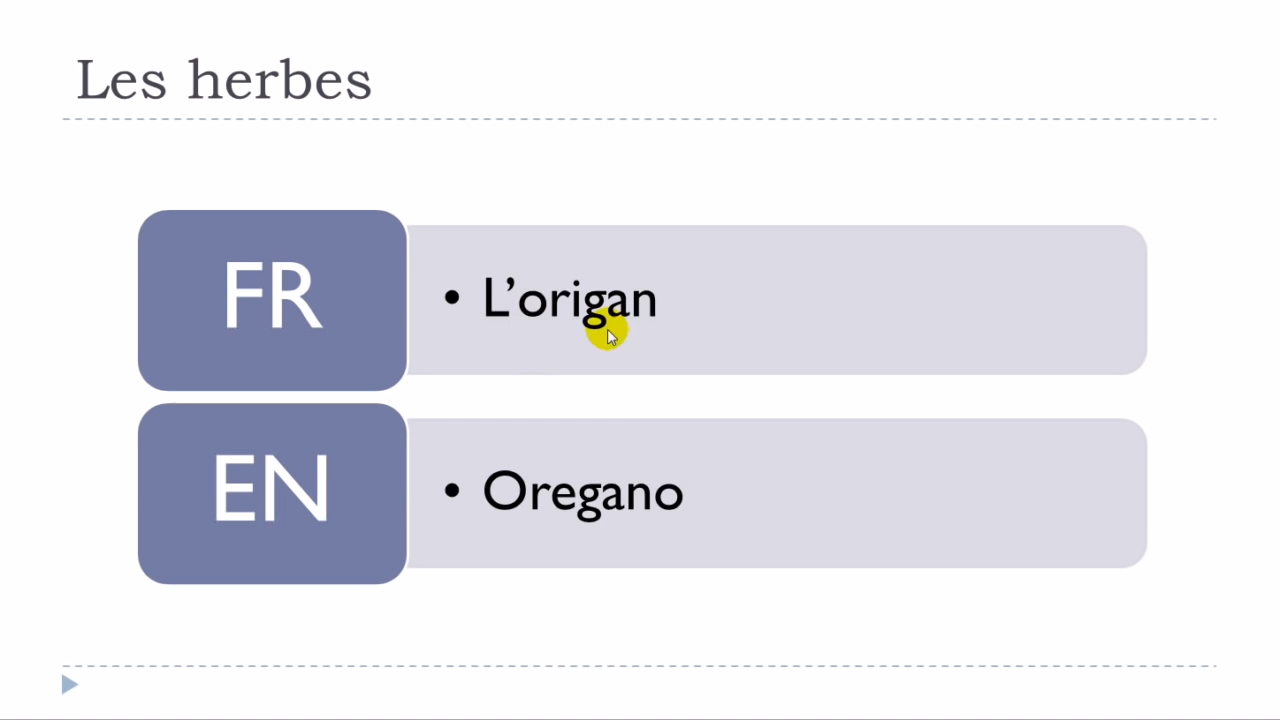 Les herbes
FR
• L’origan
EN
• Oregano